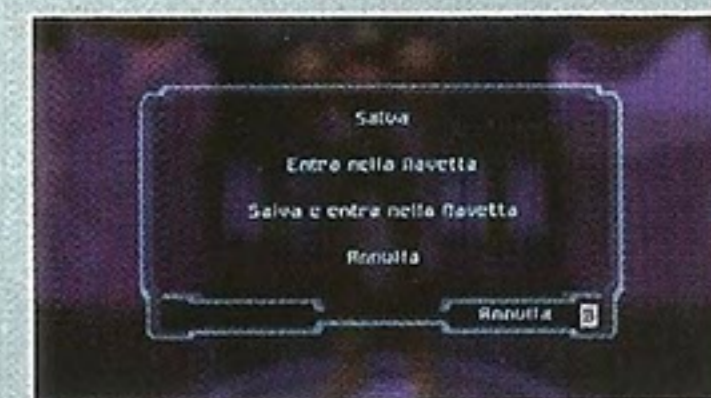 Salva
Entra nella Navetta
Salva e entra nella Navetta
Annulla
Annulla B